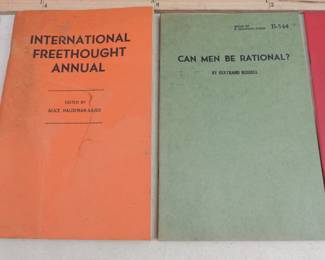 INTERNATIONAL
FREETHOUGHT
ANNUAL
EDITED BY
CAN MEN BE RATIONAL?
BY BERTRAND RUSSELL